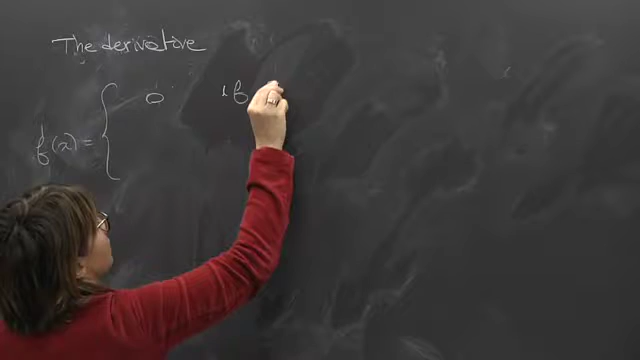 The derivative
0 if
f(x) = {